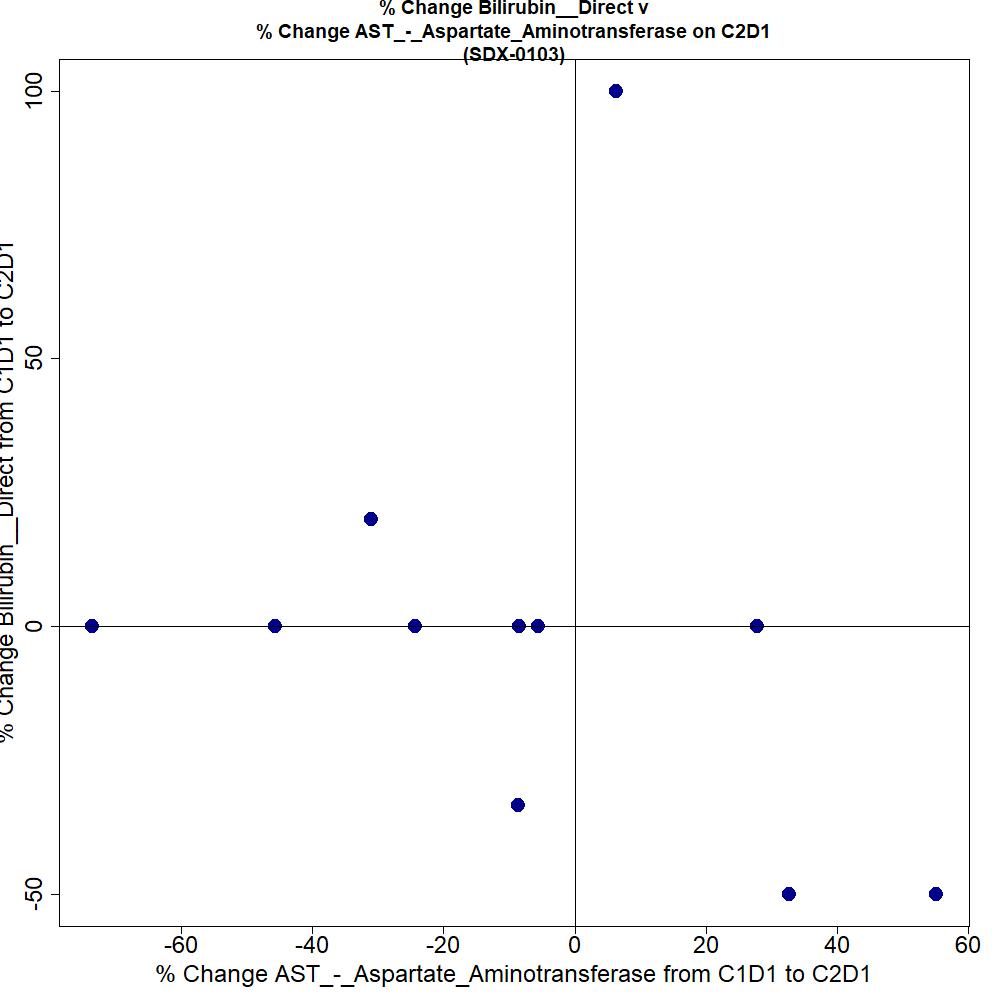 % Change Bilirubin__Direct v
% Change AST_-_Aspartate_Aminotransferase on C2D1
(SDX-0103)
% Change Bilirubin__Direct from C1D1 to C2D1
100
50
0
-50
-60
-40
-20
0
20
40
60
% Change AST_-_Aspartate_Aminotransferase from C1D1 to C2D1